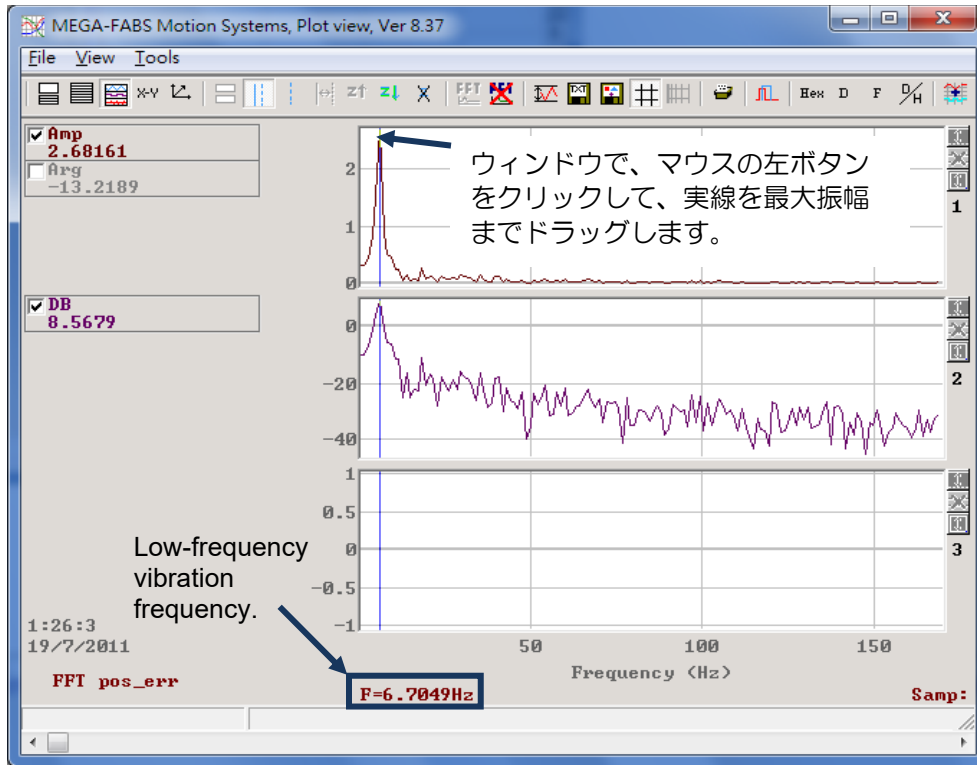 MEGA-FABS Motion Systems, Plot view, Ver 8.37
File View Tools
X-Y FFT TXT Hex D F D/H
Amp
2.68161
Arg
-13.2189
2
1
0
ウィンドウで、マウスの左ボタン
をクリックして、実線を最大振幅
までドラッグします。
1
DB
8.5679
0
-20
-40
2
1
0.5
0
-0.5
-1
3
Low-frequency
vibration
frequency.
1:26:3
19/7/2011
50 100 150
Frequency (Hz)
FFT pos_err
F=6.7049Hz
Samp: